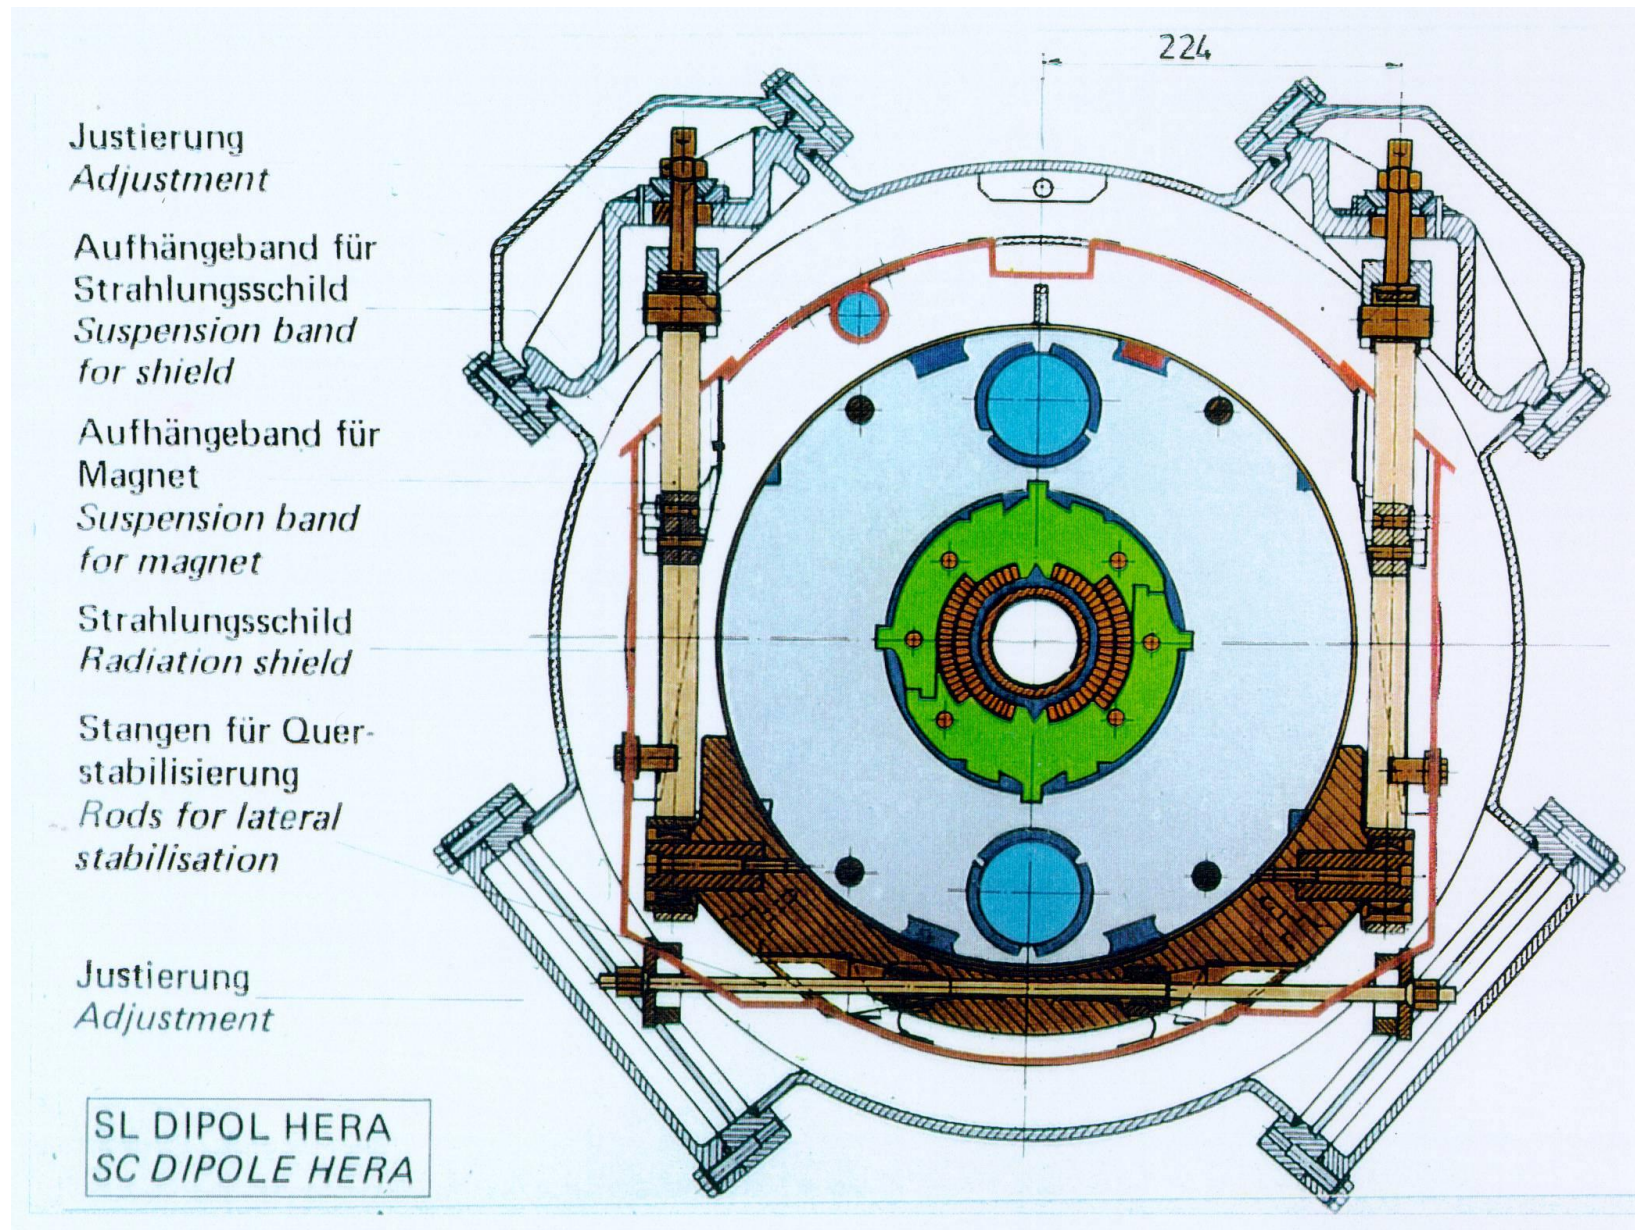 224
Justierung
Adjustment
Aufhängeband für
Strahlungsschild
Suspension band
for shield
Aufhängeband für
Magnet
Suspension band
for magnet
Strahlungsschild
Radiation shield
Stangen für Quer-
stabilisierung
Rods for lateral
stabilisation
Justierung
Adjustment
SL DIPOL HERA
SC DIPOLE HERA